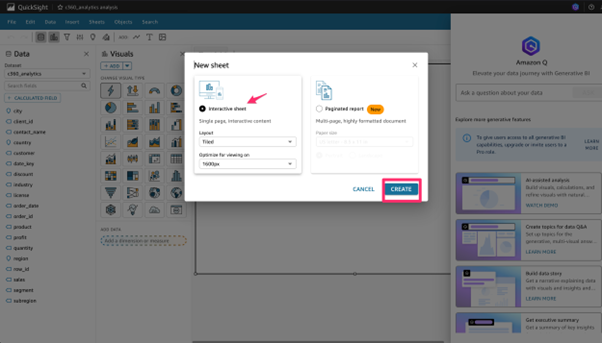 QuickSight
c360_analytics analysis
File
Edit
Data
Insert
Sheets
Objects
Search
Data
Dataset
c360_analytics
Search fields
+ CALCULATED FIELD
city
client_id
contact_name
country
customer
date_key
discount
industry
license
order_date
order_id
product
profit
quantity
region
row_id
sales
segment
subregion
Visuals
+ ADD
CHANGE VISUAL TYPE
ADD DATA
Add a dimension or measure
ADD
New sheet
Interactive sheet
Single page, interactive content
Layout
Tiled
Optimize for viewing on
1600px
Paginated report
New
Multi-page, highly formatted document
Paper size
CANCEL
CREATE
Amazon Q
Elevate your data journey with Generative BI
Ask a question about your data
Explore more generative features
To give users access to all generative BI
capabilities, upgrade or invite users to a
Pro role.
LEARN
MORE
AI assisted analysis
Build visuals, calculations, and
refine visuals with natural
WATCH DEMO
Create topics for data Q&A
Set up topics for the
generative, multi-visual
LEARN MORE
Build data story
Get a narrative explaining
data with visuals and insights and
LEARN MORE
Get executive summary
Get a summary of key insights